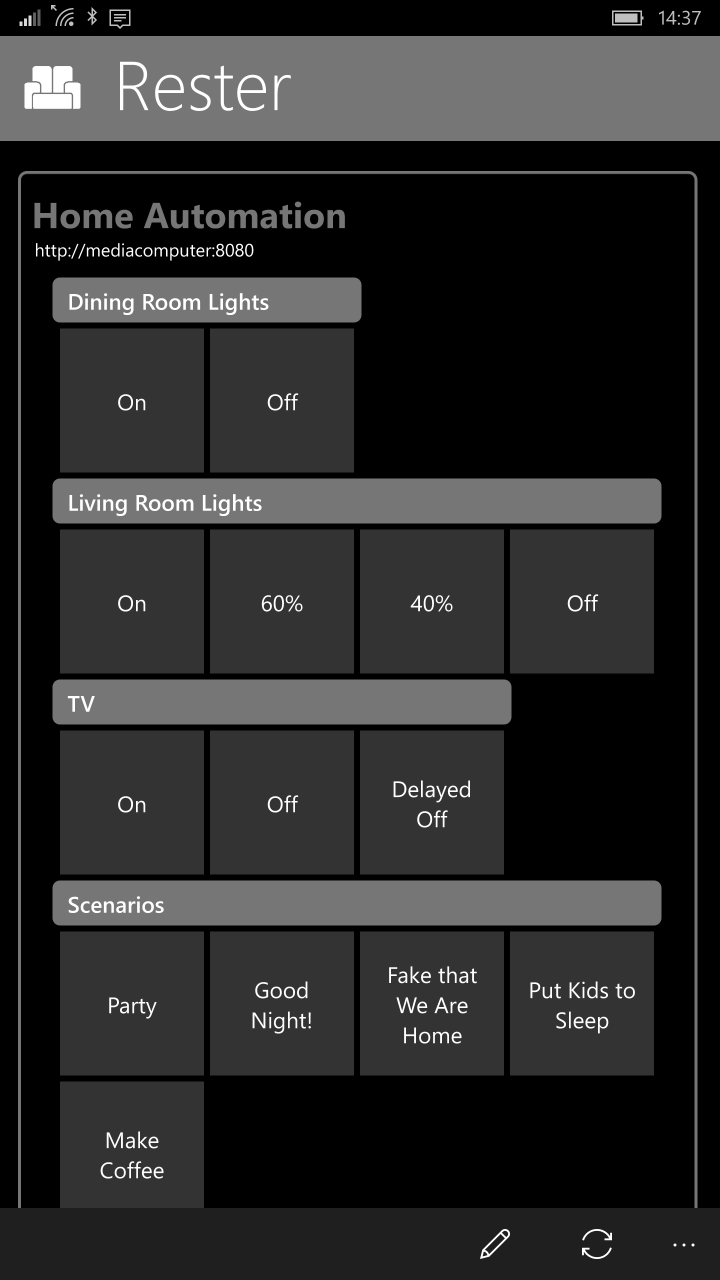 14:37
Rester
Home Automation
http://mediacomputer:8080
Dining Room Lights
On
Off
Living Room Lights
On
60%
40%
Off
TV
On
Off
Delayed
Off
Scenarios
Party
Good
Night!
Fake that
We Are
Home
Put Kids to
Sleep
Make
Coffee